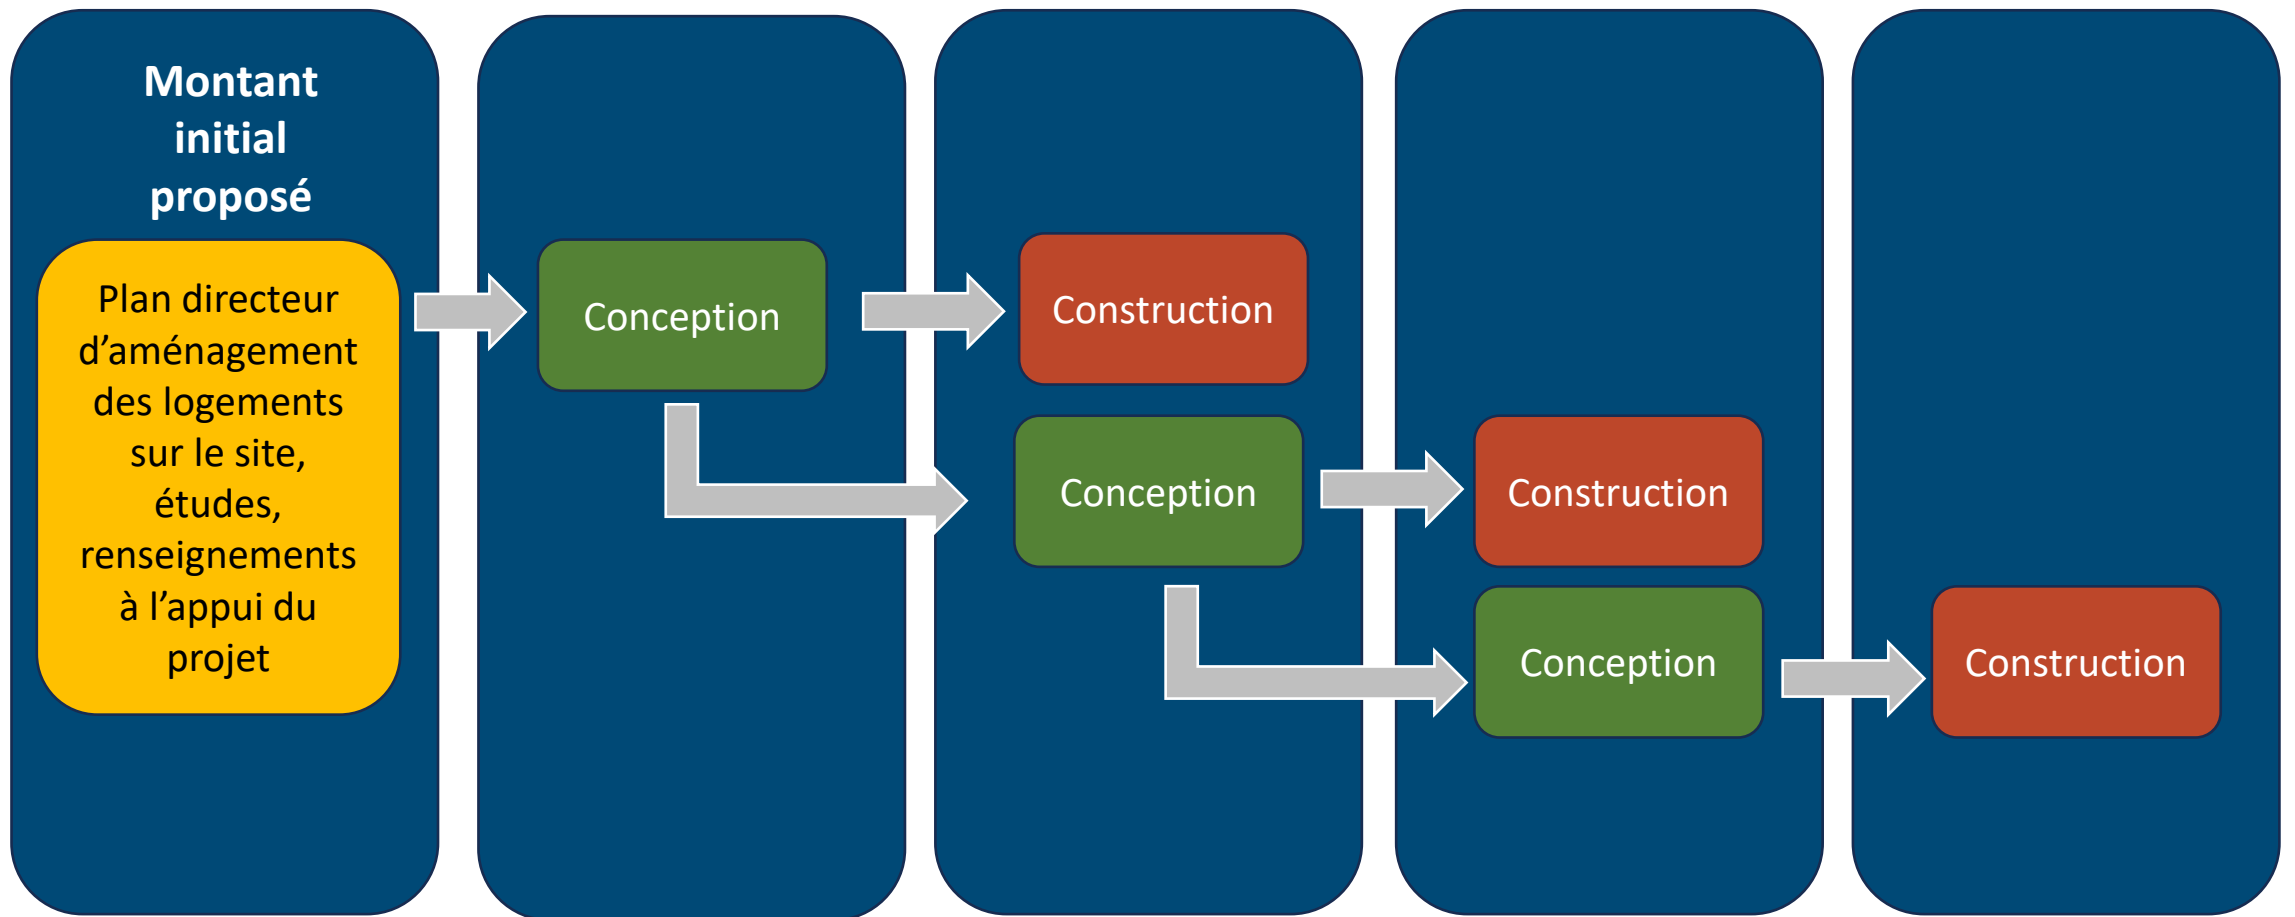 Montant
initial
proposé
Plan directeur
d’aménagement
des logements
sur le site,
études,
renseignements
à l’appui du
projet
Conception
Construction
Conception
Construction
Conception
Construction